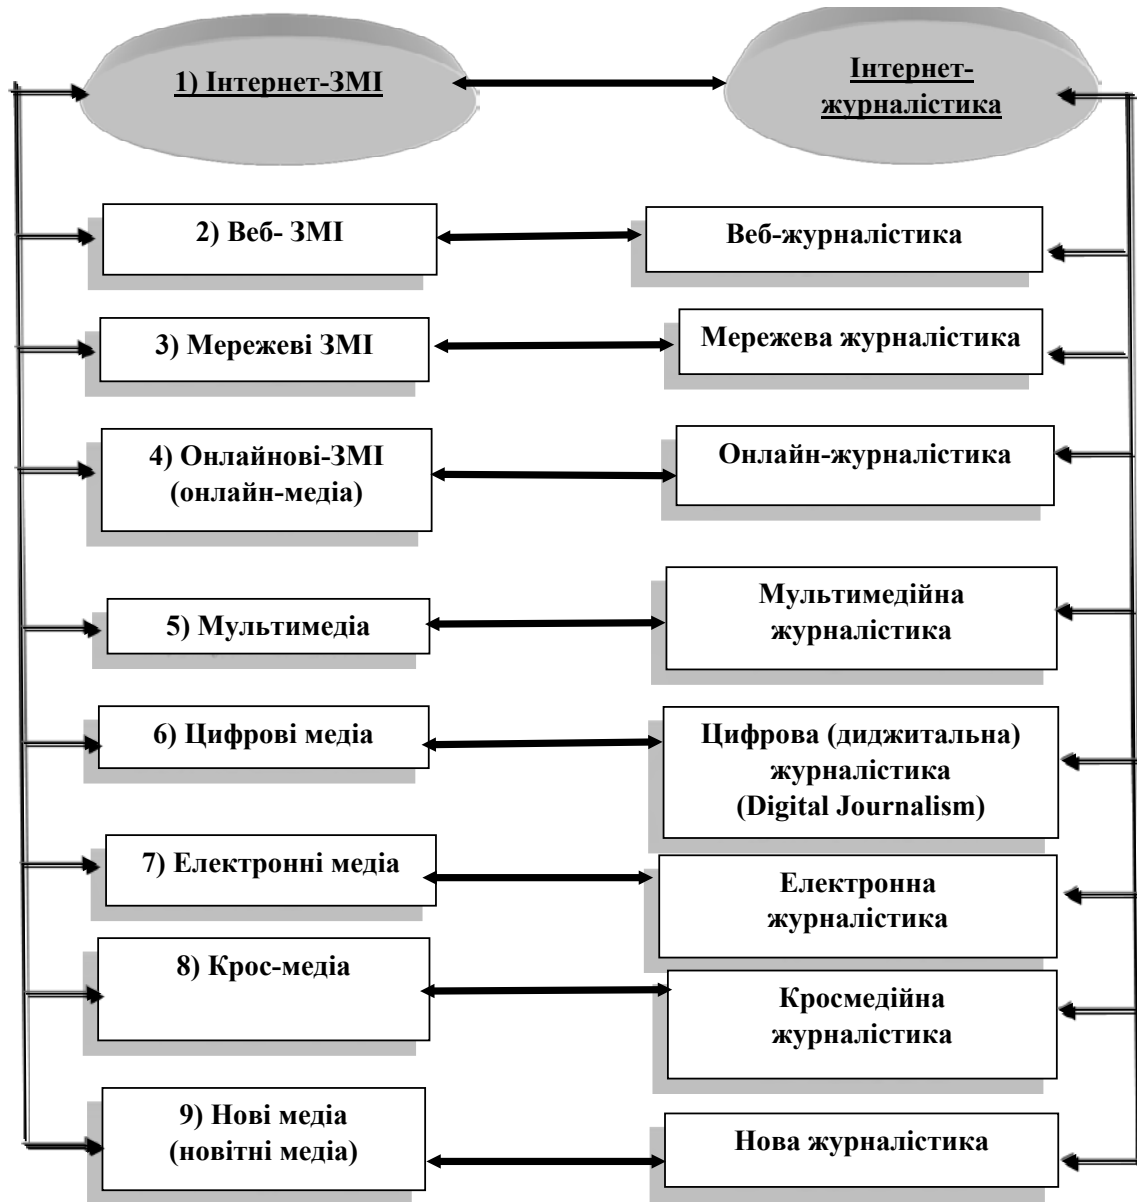 1) Інтернет-ЗМІ
Інтернет-
журналістика
2) Веб- ЗМІ
Веб-журналістика
3) Мережеві ЗМІ
Мережева журналістика
4) Онлайнові-ЗМІ
(онлайн-медіа)
Онлайн-журналістика
5) Мультимедіа
Мультимедійна
журналістика
6) Цифрові медіа
Цифрова (диджитальна)
журналістика
(Digital Journalism)
7) Електронні медіа
Електронна
журналістика
8) Крос-медіа
Кросмедійна
журналістика
9) Нові медіа
(новітні медіа)
Нова журналістика